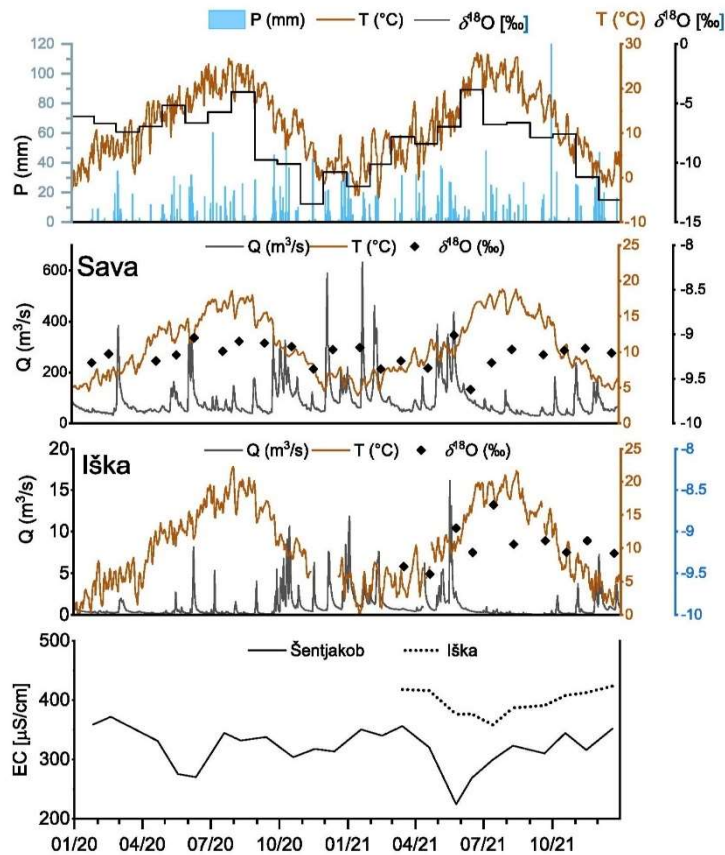 P (mm) T (°C) δ¹⁸O [‰] T (°C) δ¹⁸O [‰]
120 30 0
100
80 20 -5
60 10
40 -10
20 0
0 -10 -15
P (mm)
Q (m³/s) T (°C) δ¹⁸O (‰)
Sava
25 -8
600 20 -8.5
400 15 -9
10
200 5 -9.5
0 0 -10
Q (m³/s)
Q (m³/s) T (°C) δ¹⁸O (‰)
Iška
20 25 -8
15 20 -8.5
10 15 -9
10
5 5 -9.5
0 0 -10
Q (m³/s)
500
Šentjakob Iška
400
300
200
EC [µS/cm]
01/20 04/20 07/20 10/20 01/21 04/21 07/21 10/21